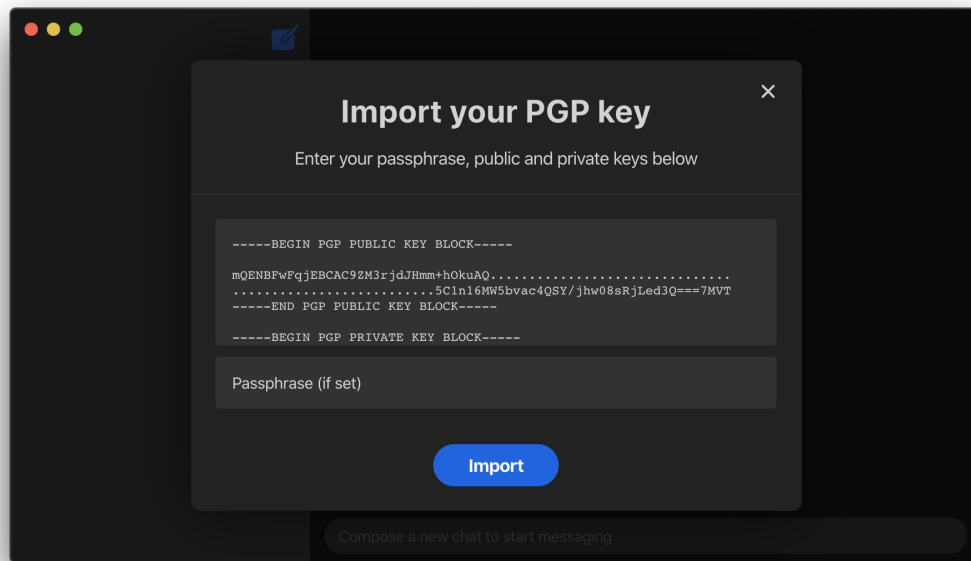 Import your PGP key
Enter your passphrase, public and private keys below
-----BEGIN PGP PUBLIC KEY BLOCK-----
mQENBFwFqjEBCAC9ZM3rjdJHmm+hOkuAQ...............................
..........................5C1n16MW5bvac4QSY/jhw08sRjLed3Q===7MVT
-----END PGP PUBLIC KEY BLOCK-----
-----BEGIN PGP PRIVATE KEY BLOCK-----
Passphrase (if set)
Import
Compose a new chat to start messaging